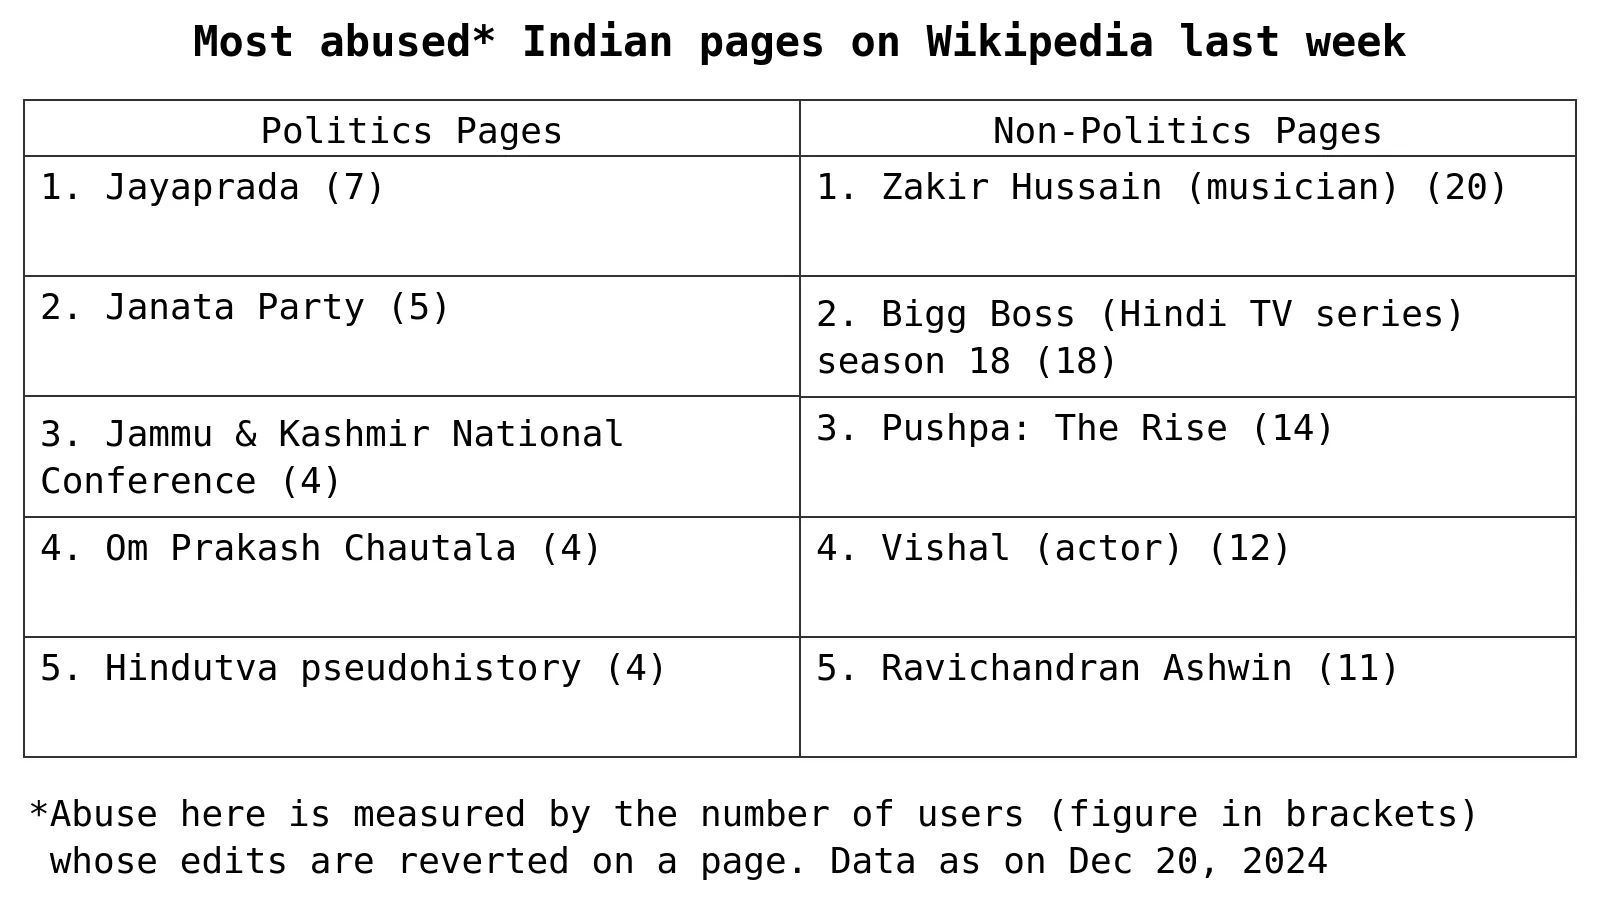 Most abused* Indian pages on Wikipedia last week
Politics Pages
Non-Politics Pages
1. Jayaprada (7)
1. Zakir Hussain (musician) (20)
2. Janata Party (5)
2. Bigg Boss (Hindi TV series)
season 18 (18)
3. Jammu & Kashmir National
Conference (4)
3. Pushpa: The Rise (14)
4. Om Prakash Chautala (4)
4. Vishal (actor) (12)
5. Hindutva pseudohistory (4)
5. Ravichandran Ashwin (11)
*Abuse here is measured by the number of users (figure in brackets)
whose edits are reverted on a page. Data as on Dec 20, 2024